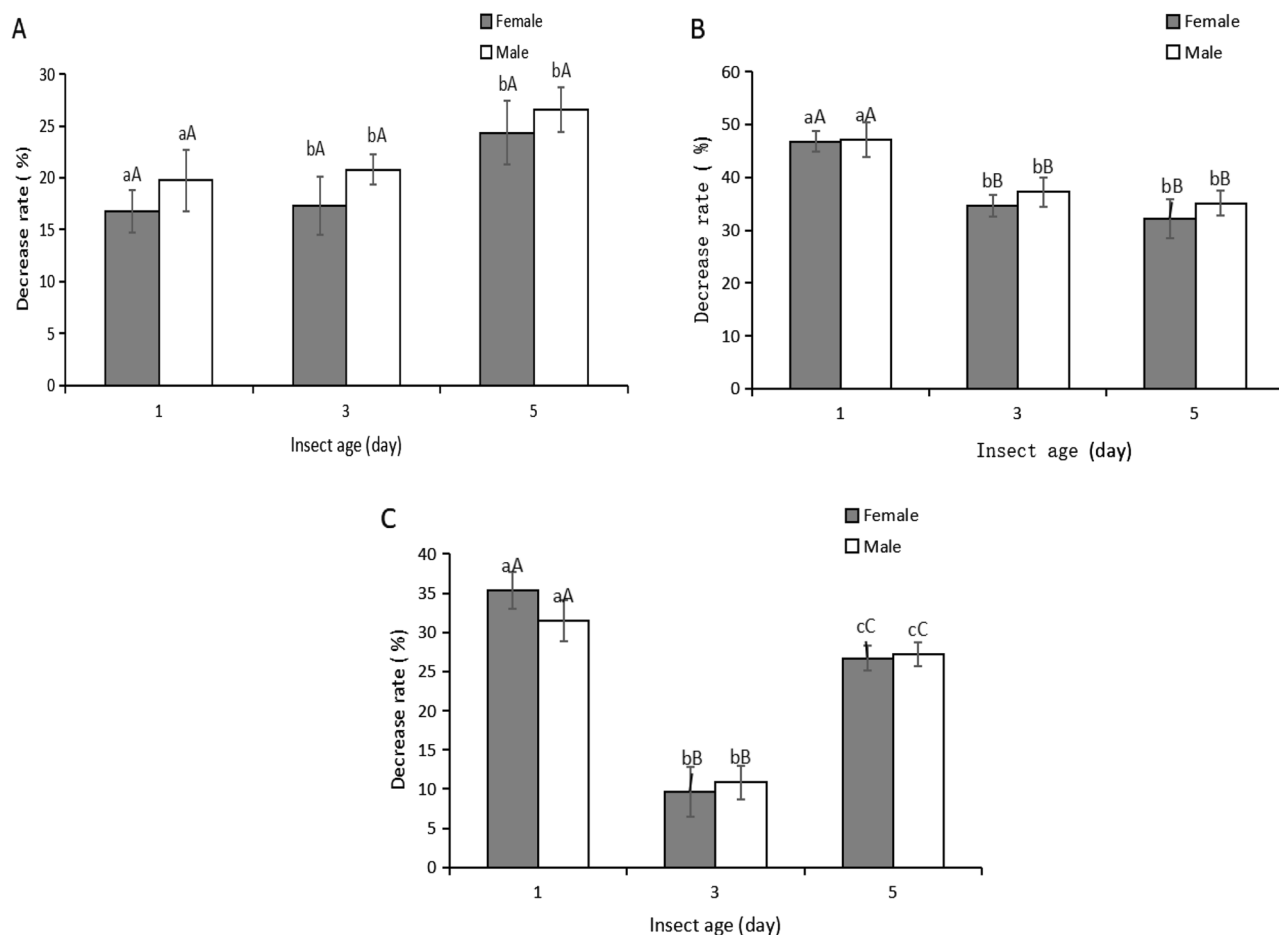 A
Female
Male
Decrease rate ( %)
30
25
20
15
10
5
0
aA
aA
bA
bA
bA
bA
1
3
5
Insect age (day)
B
Female
Male
Decrease rate ( %)
60
50
40
30
20
10
0
aA
aA
bB
bB
bB
bB
1
3
5
Insect age (day)
C
Female
Male
Decrease rate ( %)
40
35
30
25
20
15
10
5
0
aA
aA
bB
bB
cC
cC
1
3
5
Insect age (day)